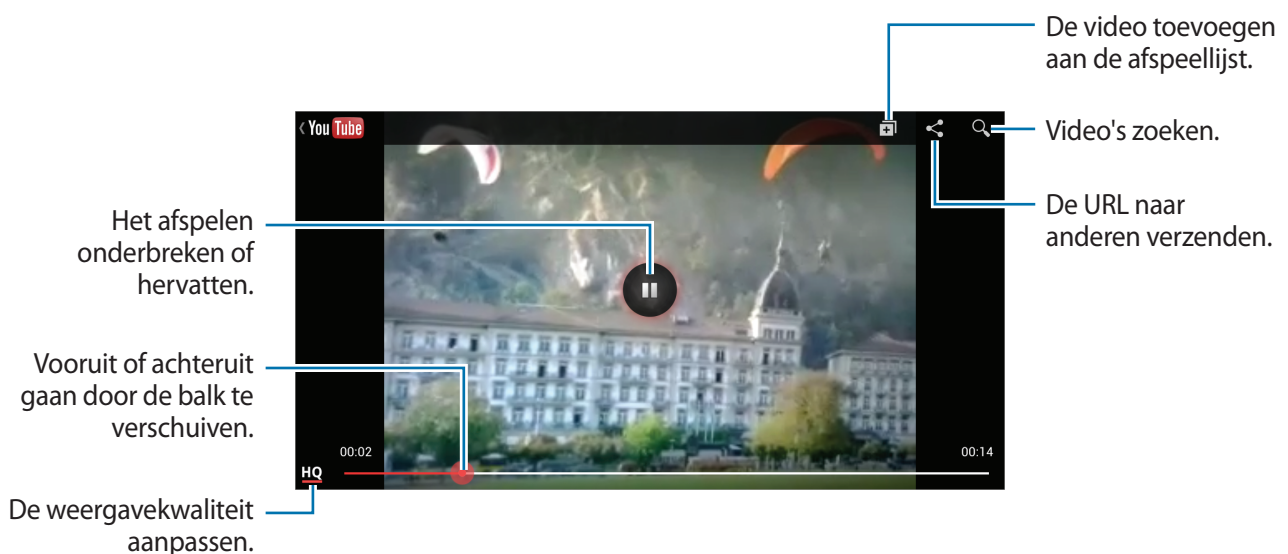 De video toevoegen
aan de afspeellijst.
You Tube
Video's zoeken.
De URL naar
anderen verzenden.
Het afspelen
onderbreken of
hervatten.
Vooruit of achteruit
gaan door de balk te
verschuiven.
00:02
00:14
HQ
De weergavekwaliteit
aanpassen.